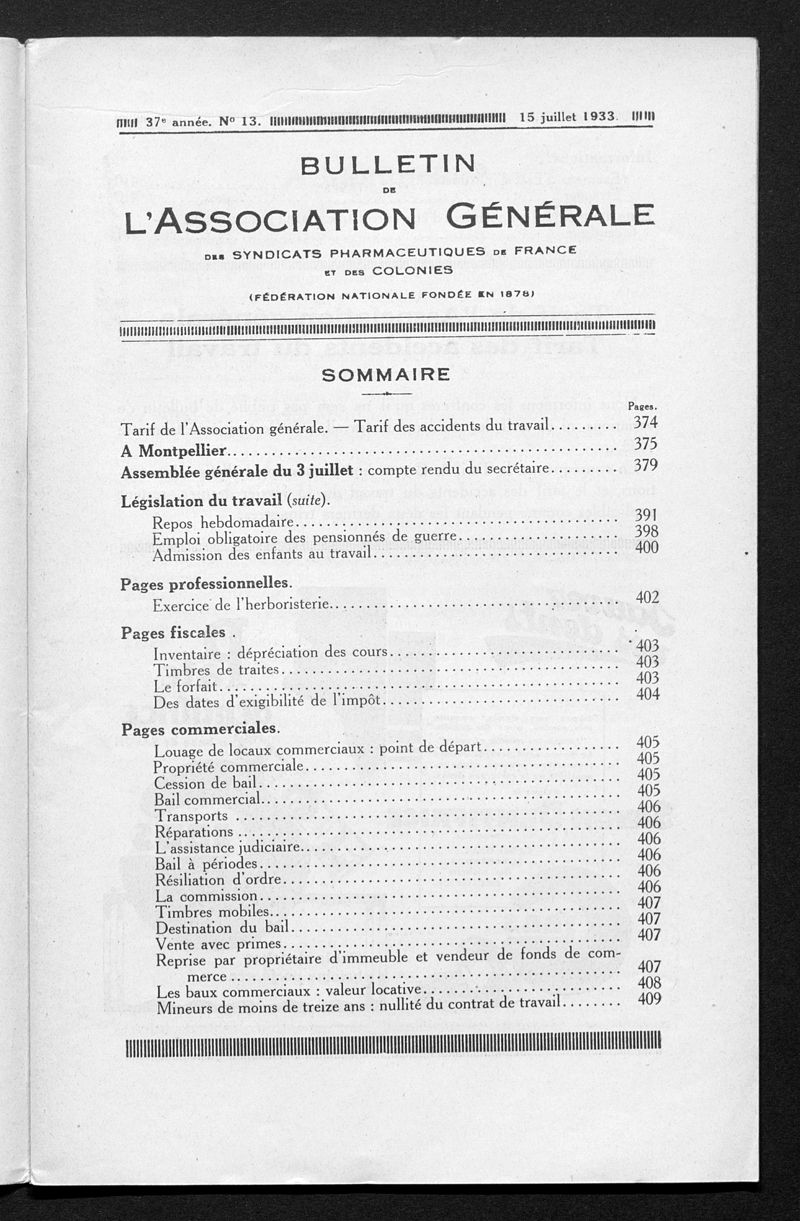 37e année. No 13. 15 juillet 1933.
BULLETIN
DE
L'ASSOCIATION GÉNÉRALE
DES SYNDICATS PHARMACEUTIQUES DE FRANCE
ET DES COLONIES
(FÉDÉRATION NATIONALE FONDÉE EN 1878)
SOMMAIRE
Pages.
Tarif de l'Association générale. — Tarif des accidents du travail......... 374
A Montpellier.................................................. 375
Assemblée générale du 3 juillet : compte rendu du secrétaire......... 379
Législation du travail (suite).
Repos hebdomadaire.......................................... 391
Emploi obligatoire des pensionnés de guerre..................... 398
Admission des enfants au travail................................ 400
Pages professionnelles.
Exercice de l'herboristerie...................................... 402
Pages fiscales .
Inventaire : dépréciation des cours.............................. 403
Timbres de traites............................................ 403
Le forfait.................................................... 403
Des dates d'exigibilité de l'impôt............................... 404
Pages commerciales.
Louage de locaux commerciaux : point de départ.................. 405
Propriété commerciale......................................... 405
Cession de bail............................................... 405
Bail commercial............................................... 405
Transports .................................................. 406
Réparations .................................................. 406
L'assistance judiciaire.......................................... 406
Bail à périodes............................................... 406
Résiliation d'ordre............................................ 406
La commission............................................... 406
Timbres mobiles.............................................. 407
Destination du bail........................................... 407
Vente avec primes............................................ 407
Reprise par propriétaire d'immeuble et vendeur de fonds de com-
merce ................................................... 407
Les baux commerciaux : valeur locative.......................... 408
Mineurs de moins de treize ans : nullité du contrat de travail........ 409